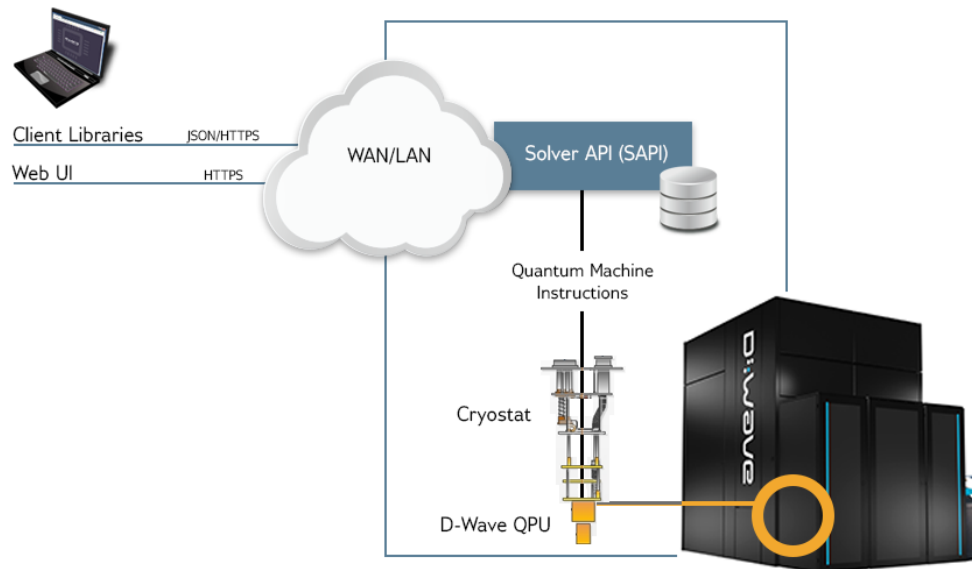 Client Libraries
JSON/HTTPS
Web UI
HTTPS
WAN/LAN
Solver API (SAPI)
Quantum Machine
Instructions
Cryostat
D-Wave QPU
D:wave